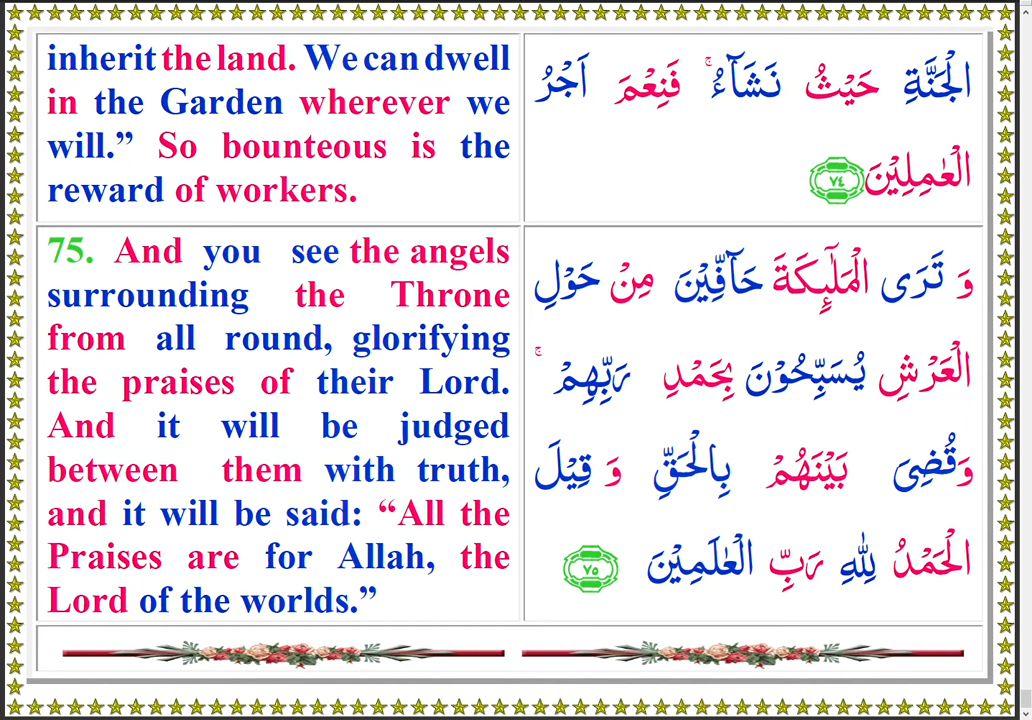 inherit the land. We can dwell
in the Garden wherever we
will.” So bounteous is the
reward of workers.
الْجَنَّةِ حَيْثُ نَشَآءُ ۚ فَنِعْمَ اَجْرُ
الْعٰمِلِيْنَ ﴿٧٤﴾
75. And you see the angels
surrounding the Throne
from all round, glorifying
the praises of their Lord.
And it will be judged
between them with truth,
and it will be said: “All the
Praises are for Allah, the
Lord of the worlds.”
وَ تَرَى الْمَلٰٓئِكَةَ حَآفِّيْنَ مِنْ حَوْلِ
الْعَرْشِ يُسَبِّحُوْنَ بِحَمْدِ رَبِّهِمْ ۚ
وَقُضِىَ بَيْنَهُمْ بِالْحَقِّ وَ قِيْلَ
الْحَمْدُ لِلّٰهِ رَبِّ الْعٰلَمِيْنَ ﴿٧٥﴾